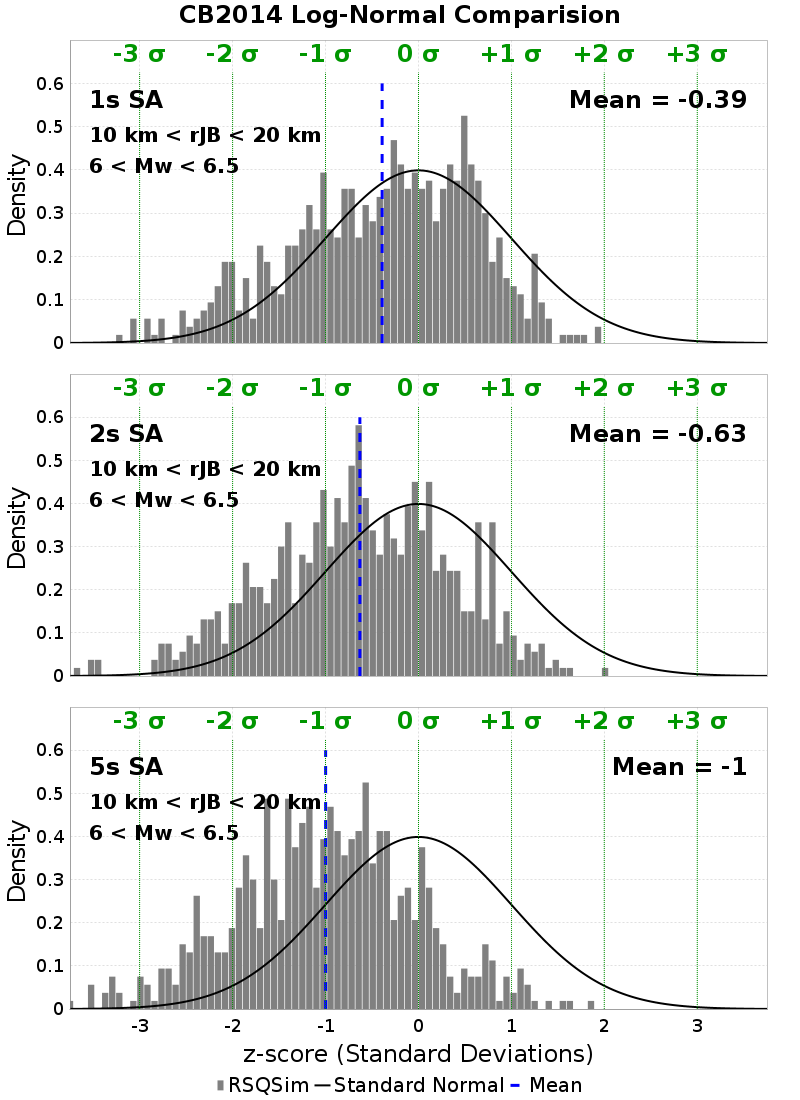 CB2014 Log-Normal Comparision
-3 σ -2 σ -1 σ 0 σ +1 σ +2 σ +3 σ
0.6
1s SA Mean = -0.39
0.5
10 km < rJB < 20 km
6 < Mw < 6.5
0.4
0.3
0.2
0.1
0
Density
-3 σ -2 σ -1 σ 0 σ +1 σ +2 σ +3 σ
0.6
2s SA Mean = -0.63
0.5
10 km < rJB < 20 km
6 < Mw < 6.5
0.4
0.3
0.2
0.1
0
Density
-3 σ -2 σ -1 σ 0 σ +1 σ +2 σ +3 σ
0.6
5s SA Mean = -1
0.5
10 km < rJB < 20 km
6 < Mw < 6.5
0.4
0.3
0.2
0.1
0
Density
-3 -2 -1 0 1 2 3
z-score (Standard Deviations)
RSQSim Standard Normal Mean